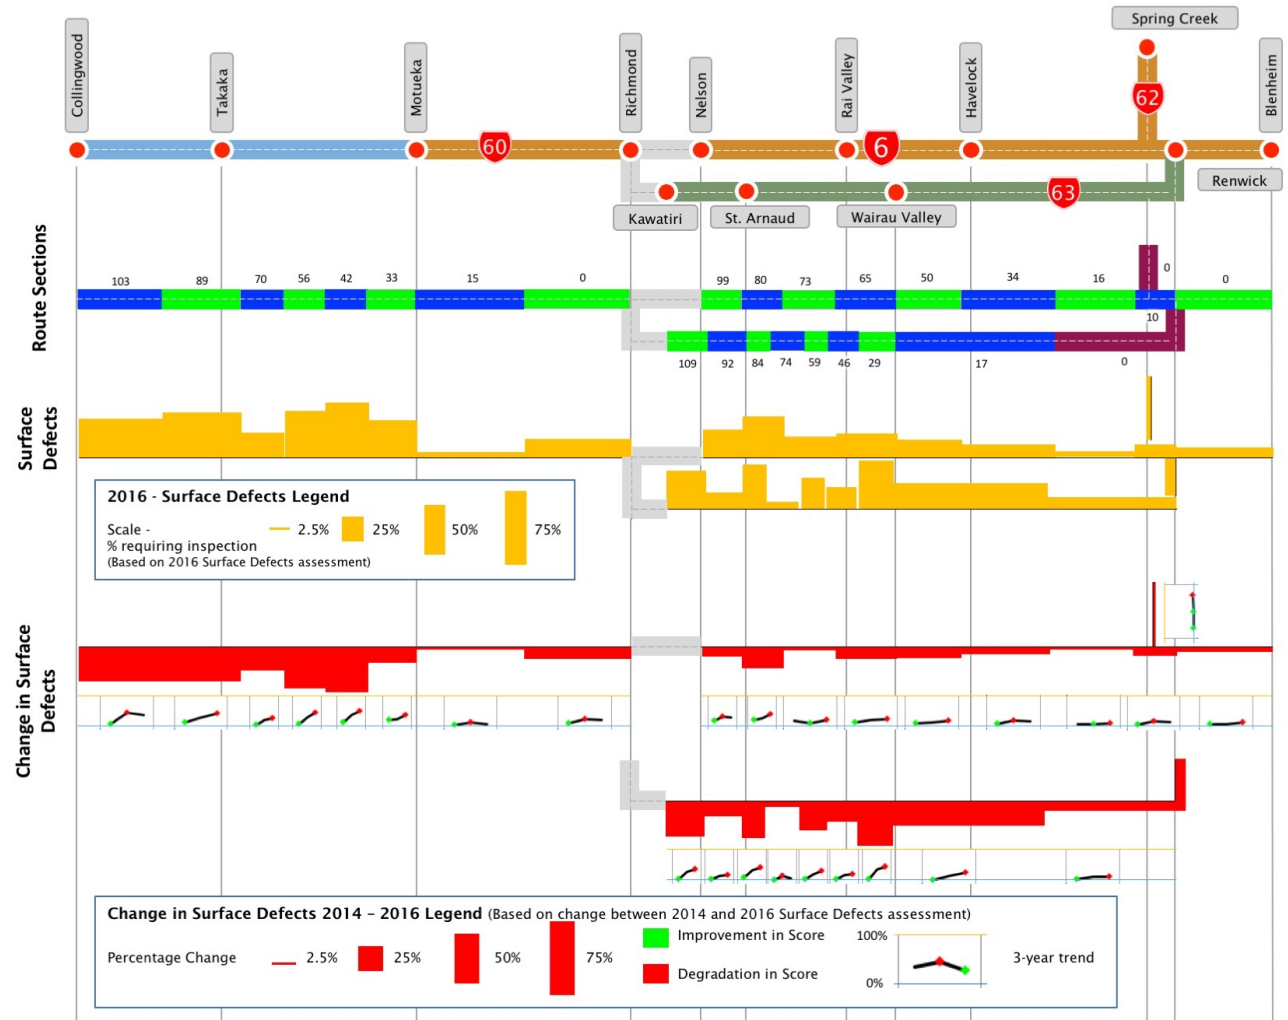 Spring Creek
Collingwood
Takaka
Motueka
Richmond
Nelson
Rai Valley
Havelock
Blenheim
62
60
6
63
Renwick
Kawatiri
St. Arnaud
Wairau Valley
Route Sections
103 89 70 56 42 33 15 0 99 80 73 65 50 34 16 0 0
10
109 92 84 74 59 46 29 17 0
Surface
Defects
2016 - Surface Defects Legend
Scale -
% requiring inspection
(Based on 2016 Surface Defects assessment)
2.5% 25% 50% 75%
Change in Surface
Defects
Change in Surface Defects 2014 – 2016 Legend (Based on change between 2014 and 2016 Surface Defects assessment)
Percentage Change 2.5% 25% 50% 75%
Improvement in Score
Degradation in Score
100%
0%
3-year trend